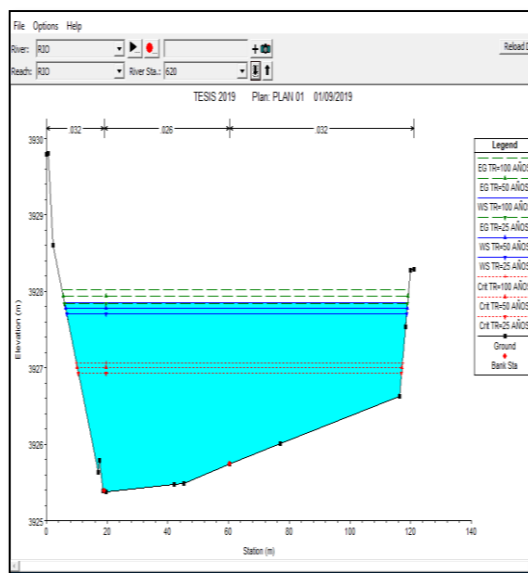 File Options Help
River: RIO
Reload D
Reach: RIO River Sta.: 620
TESIS 2019 Plan: PLAN 01 01/09/2019
.032 .026 .032
3930
3929
3928
3927
3926
3925
Elevation (m)
0 20 40 60 80 100 120 140
Station (m)
Legend
EG TR=100 AÑOS
EG TR=50 AÑOS
WS TR=100 AÑOS
EG TR=25 AÑOS
WS TR=50 AÑOS
WS TR=25 AÑOS
Crit TR=100 AÑOS
Crit TR=50 AÑOS
Crit TR=25 AÑOS
Ground
Bank Sta